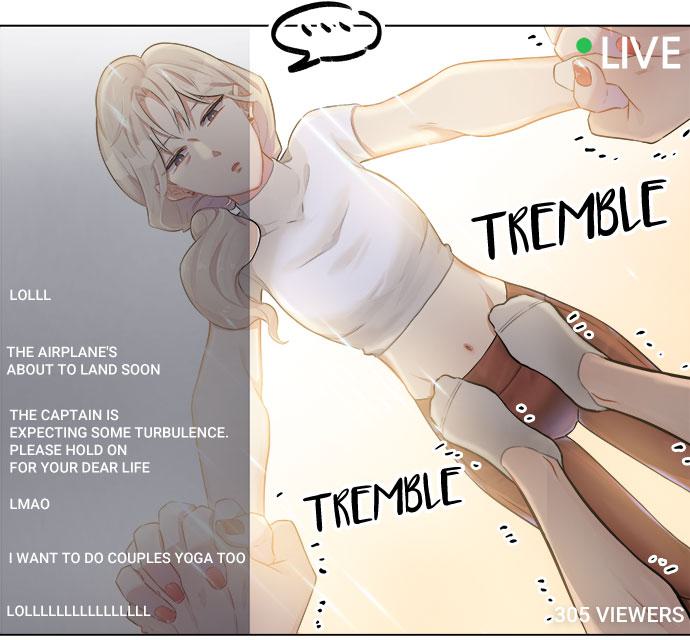 ....
LIVE
TREMBLE
LOLLL
THE AIRPLANE'S
ABOUT TO LAND SOON
THE CAPTAIN IS
EXPECTING SOME TURBULENCE.
PLEASE HOLD ON
FOR YOUR DEAR LIFE
TREMBLE
LMAO
I WANT TO DO COUPLES YOGA TOO
LOLLLLLLLLLLLLLLLL
305 VIEWERS